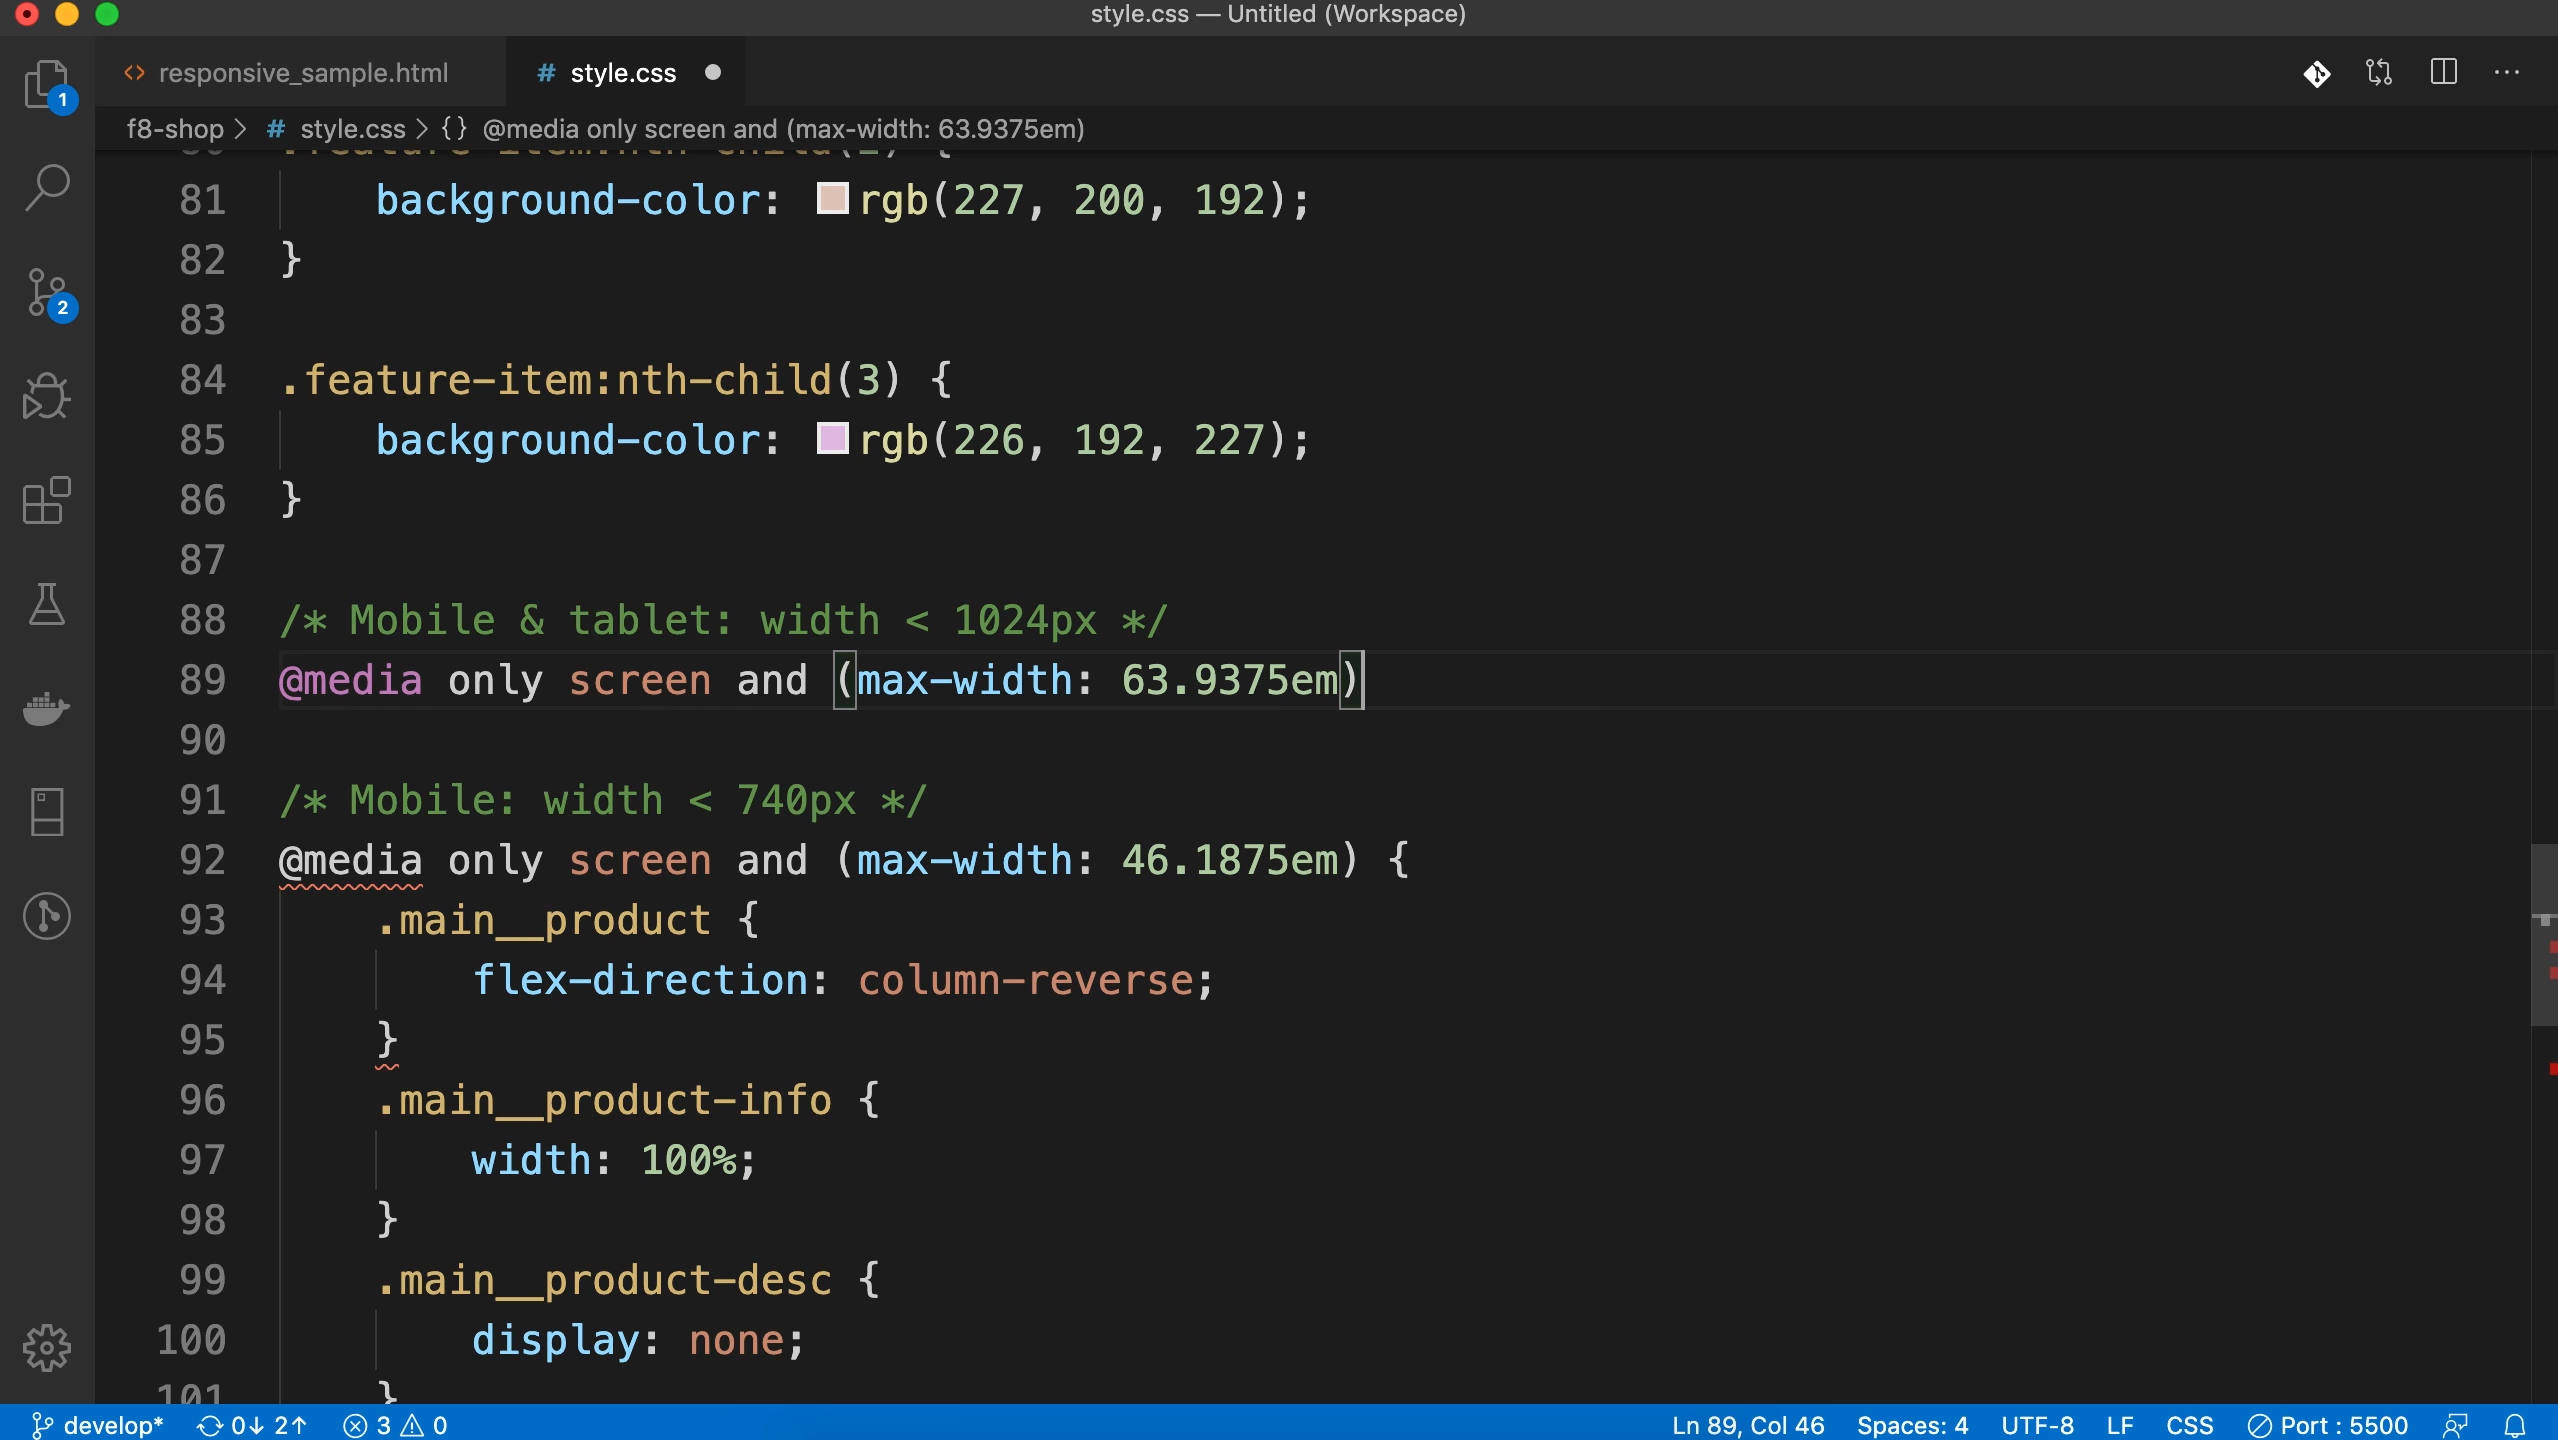 style.css — Untitled (Workspace)
responsive_sample.html
# style.css
f8-shop > # style.css > {} @media only screen and (max-width: 63.9375em)
1
2
81 background-color: rgb(227, 200, 192);
82 }
83
84 .feature-item:nth-child(3) {
85 background-color: rgb(226, 192, 227);
86 }
87
88 /* Mobile & tablet: width < 1024px */
89 @media only screen and (max-width: 63.9375em)
90
91 /* Mobile: width < 740px */
92 @media only screen and (max-width: 46.1875em) {
93 .main__product {
94 flex-direction: column-reverse;
95 }
96 .main__product-info {
97 width: 100%;
98 }
99 .main__product-desc {
100 display: none;
101 }
develop* 0↓ 2↑ 3 0 Ln 89, Col 46 Spaces: 4 UTF-8 LF CSS Port : 5500